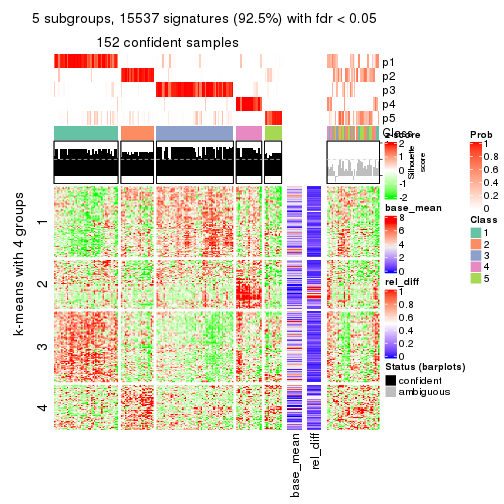 5 subgroups, 15537 signatures (92.5%) with fdr < 0.05
152 confident samples
p1
p2
p3
p4
p5
Class
z-score
2
1
0
-1
-2
Silhouette
score
k-means with 4 groups
1
2
3
4
base_mean
rel_diff
base_mean
8
6
4
2
0
rel_diff
1
0.8
0.6
0.4
0.2
0
Status (barplots)
confident
ambiguous
Prob
1
0.8
0.6
0.4
0.2
0
Class
1
2
3
4
5